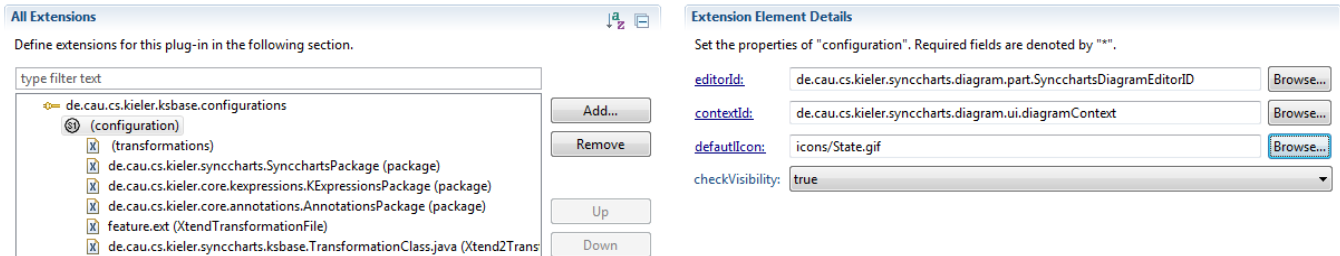 All Extensions
Define extensions for this plug-in in the following section.
type filter text
de.cau.cs.kieler.ksbase.configurations
(configuration)
(transformations)
de.cau.cs.kieler.synccharts.SyncchartsPackage (package)
de.cau.cs.kieler.core.kexpressions.KExpressionsPackage (package)
de.cau.cs.kieler.core.annotations.AnnotationsPackage (package)
feature.ext (XtendTransformationFile)
de.cau.cs.kieler.synccharts.ksbase.TransformationClass.java (Xtend2Trans
Add...
Remove
Up
Down
Extension Element Details
Set the properties of "configuration". Required fields are denoted by "*".
editorId: de.cau.cs.kieler.synccharts.diagram.part.SyncchartsDiagramEditorID Browse...
contextId: de.cau.cs.kieler.synccharts.diagram.ui.diagramContext Browse...
defautlIcon: icons/State.gif Browse...
checkVisibility: true